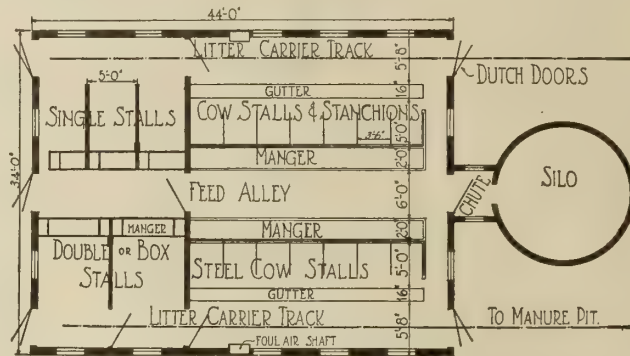 44'-0"
LITTER CARRIER TRACK
5'-8"
DUTCH DOORS
5'-0"
GUTTER
16"
SINGLE STALLS
COW STALLS & STANCHIONS
5'-0"
3'-6"
MANGER
2'-0"
34'-0"
FEED ALLEY
6'-0"
CHUTE
SILO
MANGER
MANGER
2'0"
DOUBLE OR BOX
STALLS
STEEL COW STALLS
5'-0"
GUTTER
16"
LITTER CARRIER TRACK
5'8"
TO MANURE PIT.
FOUL AIR SHAFT